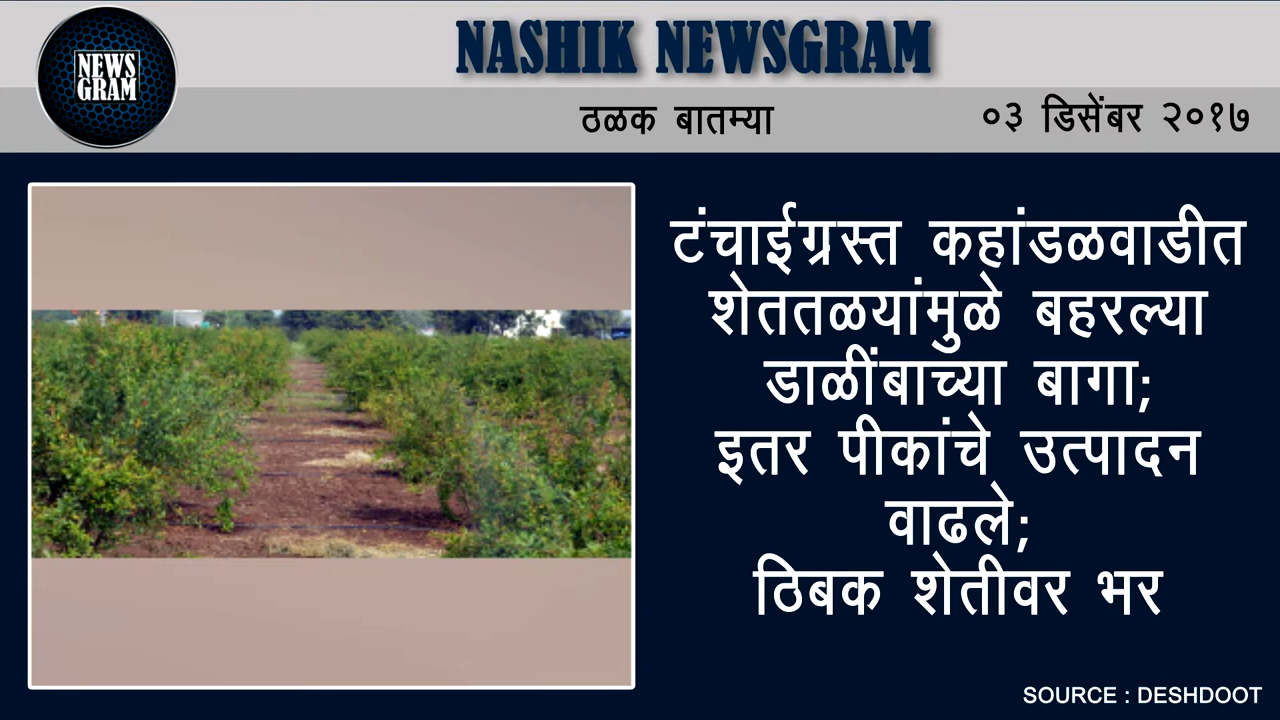 NEWS
GRAM
NASHIK NEWSGRAM
ठळक बातम्या
०३ डिसेंबर २०१७
टंचाईग्रस्त कहांडळवाडीत
शेततळयांमुळे बहरल्या
डाळींबाच्या बागा;
इतर पीकांचे उत्पादन
वाढले;
ठिबक शेतीवर भर
SOURCE : DESHDOOT